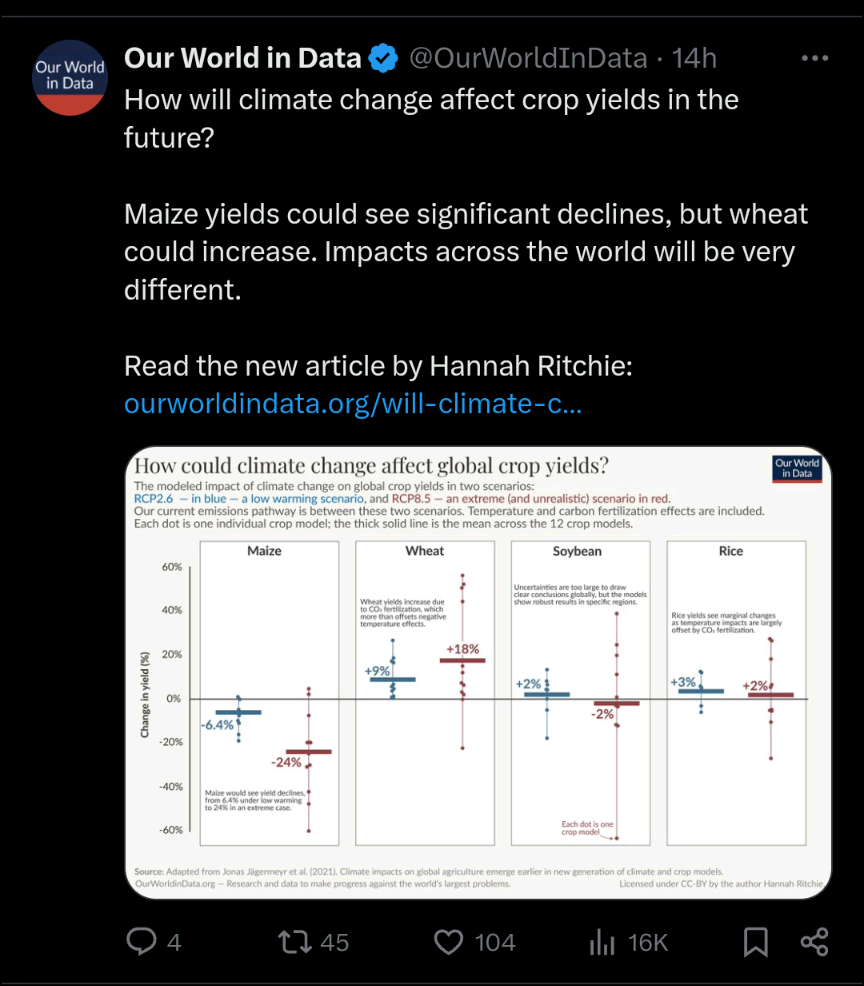 Our World in Data @OurWorldInData · 14h
Our World
in Data
How will climate change affect crop yields in the
future?
Maize yields could see significant declines, but wheat
could increase. Impacts across the world will be very
different.
Read the new article by Hannah Ritchie:
ourworldindata.org/will-climate-c...
How could climate change affect global crop yields?
Our World
in Data
The modeled impact of climate change on global crop yields in two scenarios:
RCP2.6 — in blue — a low warming scenario, and RCP8.5 — an extreme (and unrealistic) scenario in red.
Our current emissions pathway is between these two scenarios. Temperature and carbon fertilization effects are included.
Each dot is one individual crop model; the thick solid line is the mean across the 12 crop models.
Maize
Wheat
Soybean
Rice
Change in yield (%)
60%
40%
20%
0%
-20%
-40%
-60%
-6.4%
-24%
Maize would see yield declines,
from 6.4% under low warming
to 24% in an extreme case.
Wheat yields increase due
to CO₂ fertilization, which
more than offsets negative
temperature effects.
+9%
+18%
Uncertainties are too large to draw
clear conclusions globally, but the models
show robust results in specific regions.
+2%
-2%
Each dot is one
crop model
Rice yields see marginal changes
as temperature impacts are largely
offset by CO₂ fertilization.
+3%
+2%
Source: Adapted from Jonas Jägermeyr et al. (2021). Climate impacts on global agriculture emerge earlier in new generation of climate and crop models.
OurWorldinData.org — Research and data to make progress against the world's largest problems.
Licensed under CC-BY by the author Hannah Ritchie.
4
45
104
16K